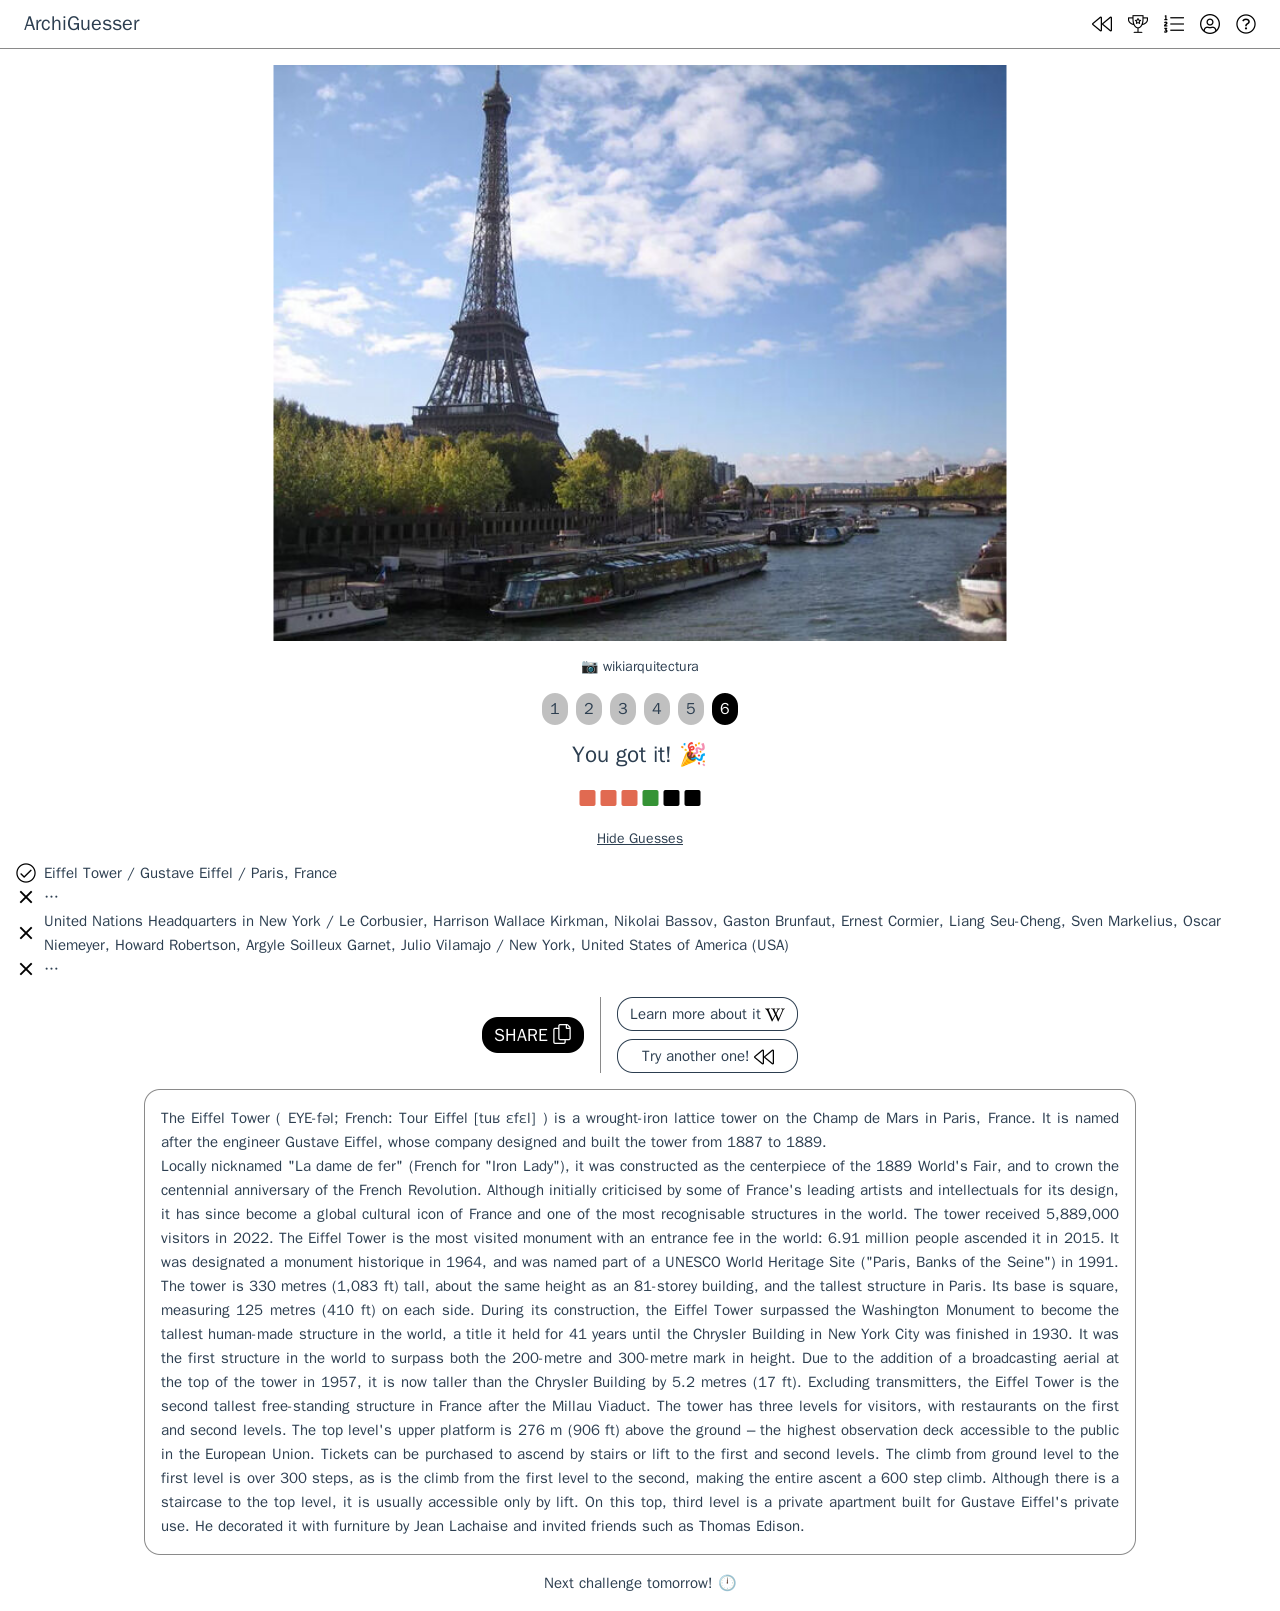 ArchiGuesser
📷 wikiarquitectura
1 2 3 4 5 6
You got it! 🎉
Hide Guesses
Eiffel Tower / Gustave Eiffel / Paris, France
...
United Nations Headquarters in New York / Le Corbusier, Harrison Wallace Kirkman, Nikolai Bassov, Gaston Brunfaut, Ernest Cormier, Liang Seu-Cheng, Sven Markelius, Oscar
Niemeyer, Howard Robertson, Argyle Soilleux Garnet, Julio Vilamajo / New York, United States of America (USA)
...
SHARE
Learn more about it W
Try another one!
The Eiffel Tower ( EYE-fəl; French: Tour Eiffel [tuʁ ɛfɛl] ) is a wrought-iron lattice tower on the Champ de Mars in Paris, France. It is named
after the engineer Gustave Eiffel, whose company designed and built the tower from 1887 to 1889.
Locally nicknamed "La dame de fer" (French for "Iron Lady"), it was constructed as the centerpiece of the 1889 World's Fair, and to crown the
centennial anniversary of the French Revolution. Although initially criticised by some of France's leading artists and intellectuals for its design,
it has since become a global cultural icon of France and one of the most recognisable structures in the world. The tower received 5,889,000
visitors in 2022. The Eiffel Tower is the most visited monument with an entrance fee in the world: 6.91 million people ascended it in 2015. It
was designated a monument historique in 1964, and was named part of a UNESCO World Heritage Site ("Paris, Banks of the Seine") in 1991.
The tower is 330 metres (1,083 ft) tall, about the same height as an 81-storey building, and the tallest structure in Paris. Its base is square,
measuring 125 metres (410 ft) on each side. During its construction, the Eiffel Tower surpassed the Washington Monument to become the
tallest human-made structure in the world, a title it held for 41 years until the Chrysler Building in New York City was finished in 1930. It was
the first structure in the world to surpass both the 200-metre and 300-metre mark in height. Due to the addition of a broadcasting aerial at
the top of the tower in 1957, it is now taller than the Chrysler Building by 5.2 metres (17 ft). Excluding transmitters, the Eiffel Tower is the
second tallest free-standing structure in France after the Millau Viaduct. The tower has three levels for visitors, with restaurants on the first
and second levels. The top level's upper platform is 276 m (906 ft) above the ground – the highest observation deck accessible to the public
in the European Union. Tickets can be purchased to ascend by stairs or lift to the first and second levels. The climb from ground level to the
first level is over 300 steps, as is the climb from the first level to the second, making the entire ascent a 600 step climb. Although there is a
staircase to the top level, it is usually accessible only by lift. On this top, third level is a private apartment built for Gustave Eiffel's private
use. He decorated it with furniture by Jean Lachaise and invited friends such as Thomas Edison.
Next challenge tomorrow! 🕛